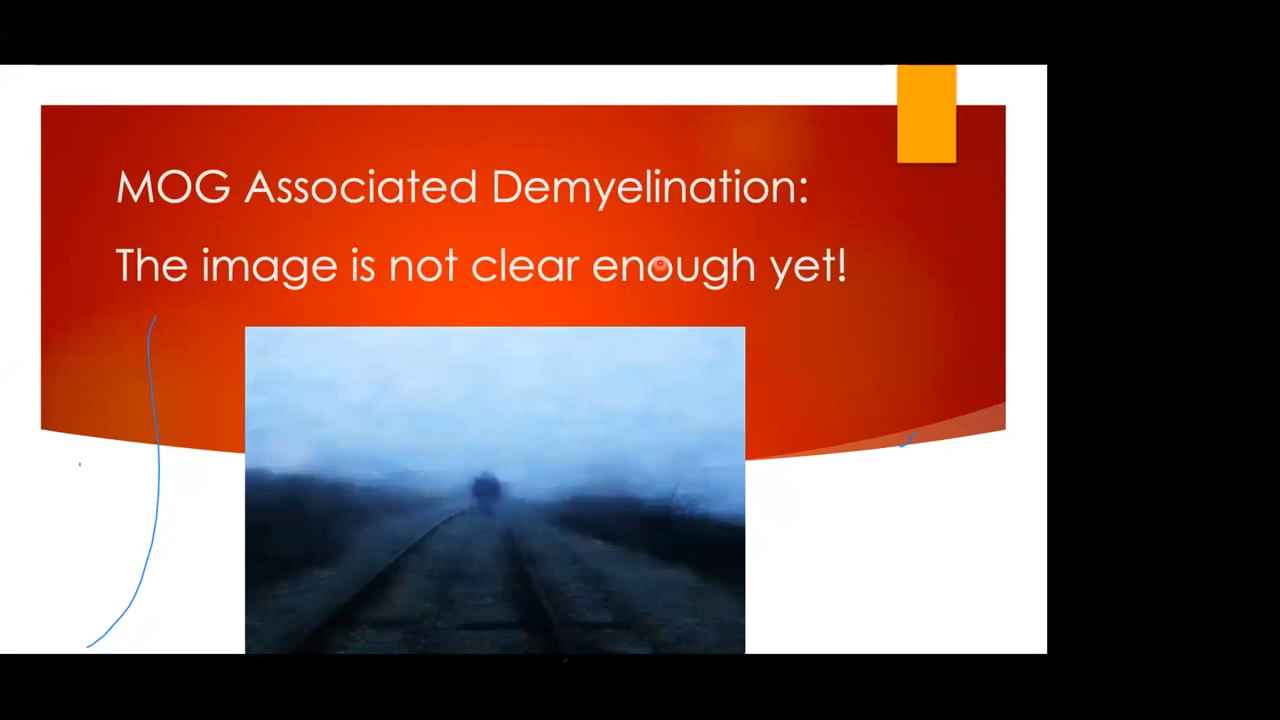 MOG Associated Demyelination:
The image is not clear enough yet!